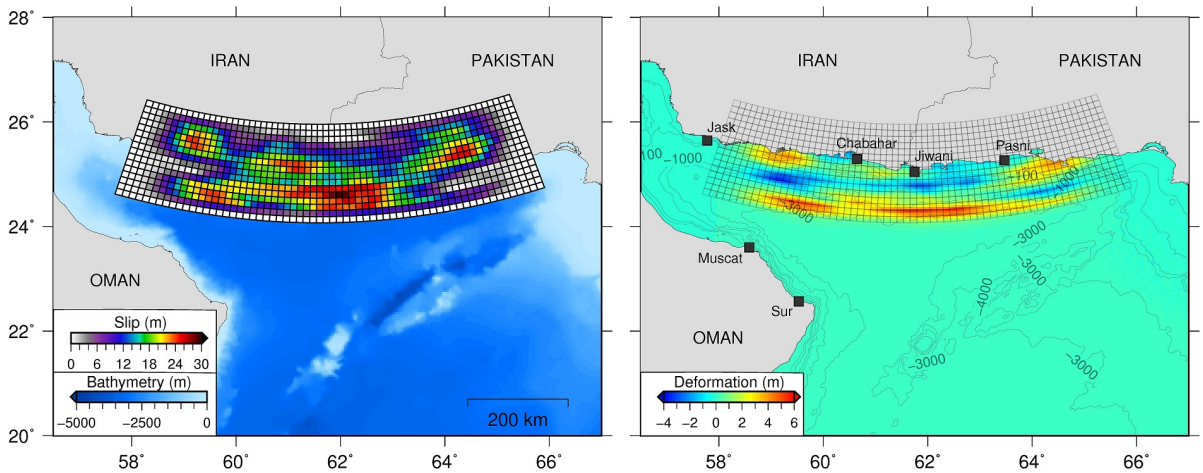 28°
26°
24°
22°
20°
58°
60°
62°
64°
66°
IRAN
PAKISTAN
OMAN
Slip (m)
0 6 12 18 24 30
Bathymetry (m)
−5000 −2500 0
200 km
IRAN
PAKISTAN
Jask
Chabahar
Jiwani
Pasni
100
−1000
100
−3000
Muscat
Sur
OMAN
−3000
−3000
−4000
−3000
−3000
Deformation (m)
−4 −2 0 2 4 6
58°
60°
62°
64°
66°